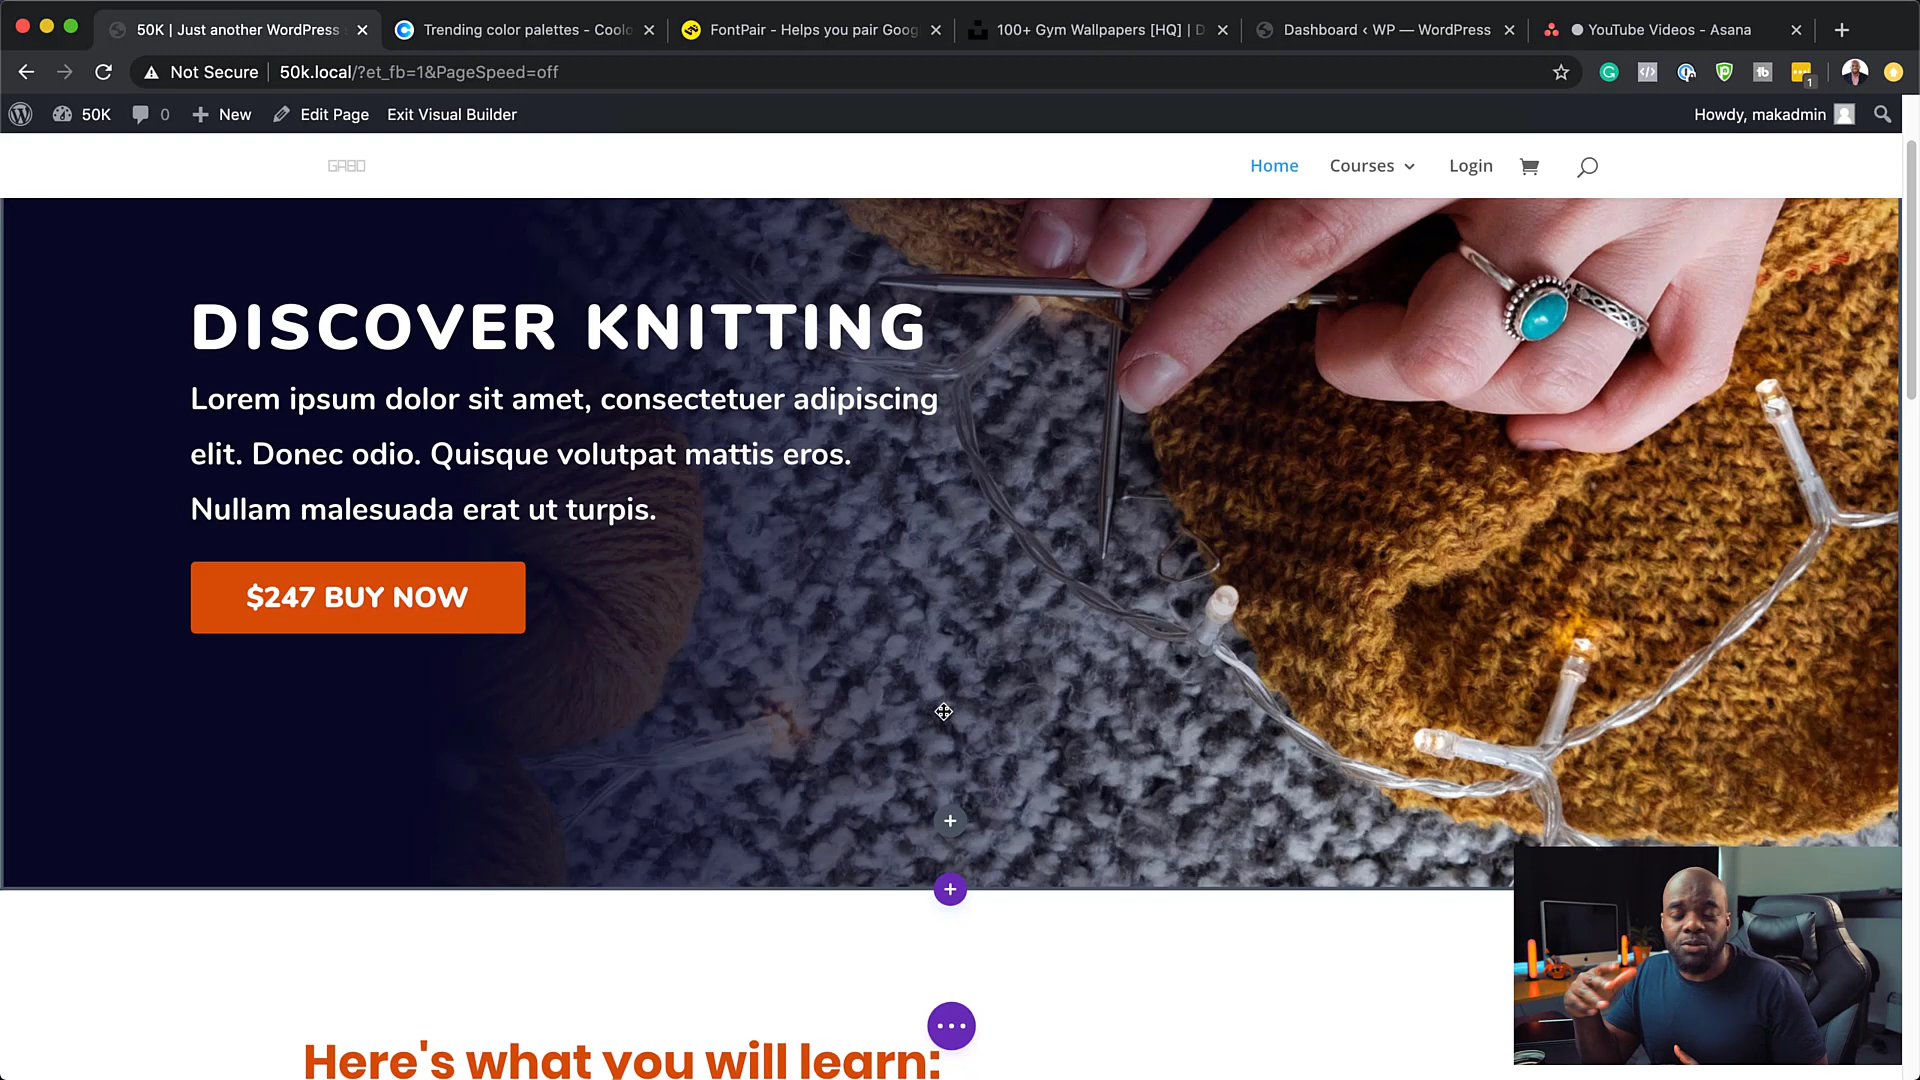 50K | Just another WordPress
Trending color palettes - Coolo
FontPair - Helps you pair Goog
100+ Gym Wallpapers [HQ] | D
Dashboard ‹ WP — WordPress
YouTube Videos - Asana
Not Secure
50k.local/?et_fb=1&PageSpeed=off
1
50K
0
New
Edit Page
Exit Visual Builder
Howdy, makadmin
GABO
Home
Courses
Login
DISCOVER KNITTING
Lorem ipsum dolor sit amet, consectetuer adipiscing
elit. Donec odio. Quisque volutpat mattis eros.
Nullam malesuada erat ut turpis.
$247 BUY NOW
Here's what you will learn: